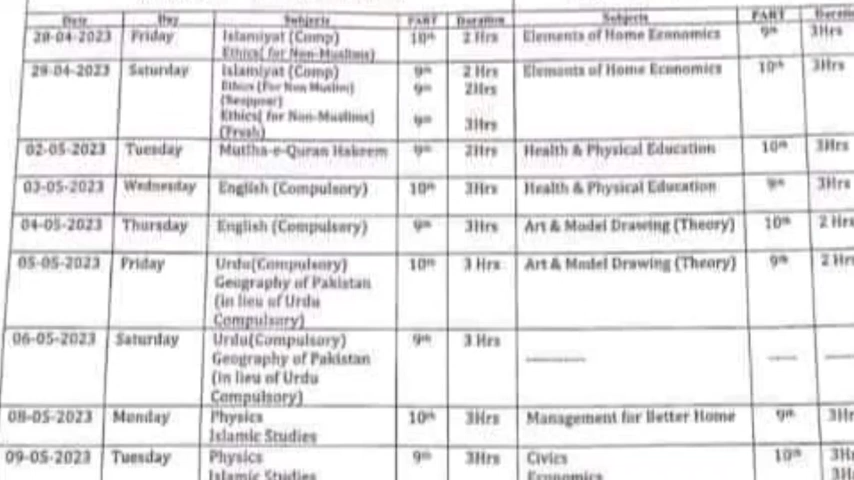 Date Day Subjects PART Duration Subjects PART Duration
28-04-2023 Friday Islamiyat (Comp) 10th 2 Hrs Elements of Home Economics 9th 3Hrs
Ethics( for Non-Muslims)
29-04-2023 Saturday Islamiyat (Comp) 9th 2 Hrs Elements of Home Economics 10th 3Hrs
Ethics (For Non Muslim) 9th 2Hrs
(Reappear)
Ethics( for Non-Muslims) 9th 3Hrs
(Fresh)
02-05-2023 Tuesday Mutlha-e-Quran Hakeem 9th 2Hrs Health & Physical Education 10th 3Hrs
03-05-2023 Wednesday English (Compulsory) 10th 3Hrs Health & Physical Education 9th 3Hrs
04-05-2023 Thursday English (Compulsory) 9th 3Hrs Art & Model Drawing (Theory) 10th 2 Hrs
05-05-2023 Friday Urdu(Compulsory) 10th 3 Hrs Art & Model Drawing (Theory) 9th 2 Hrs
Geography of Pakistan
(in lieu of Urdu
Compulsory)
06-05-2023 Saturday Urdu(Compulsory) 9th 3 Hrs
Geography of Pakistan ---------- ----- -----
(in lieu of Urdu
Compulsory)
08-05-2023 Monday Physics 10th 3Hrs Management for Better Home 9th 3Hr
Islamic Studies
09-05-2023 Tuesday Physics 9th 3Hrs Civics 10th 3Hr
Islamic Studies Economics 3Hr